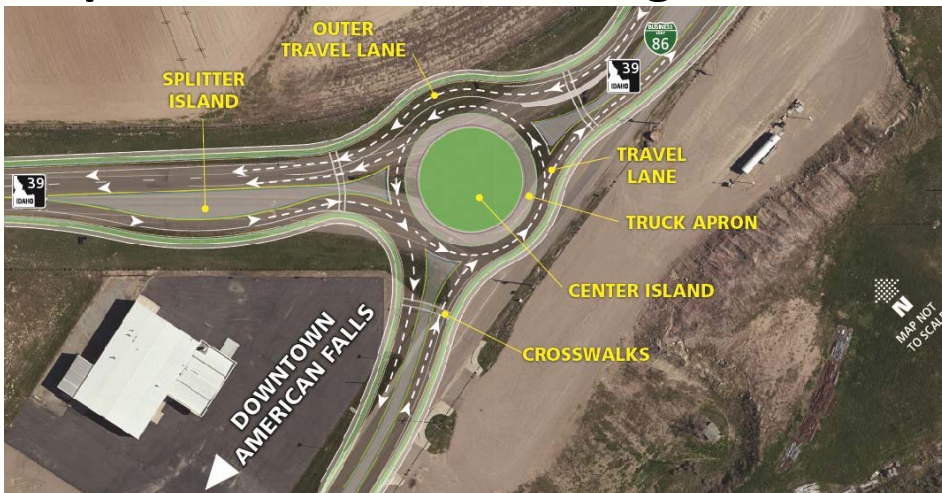 OUTER
TRAVEL LANE
BUSINESS
86
39
IDAHO
SPLITTER
ISLAND
TRAVEL
LANE
39
IDAHO
TRUCK APRON
CENTER ISLAND
N
MAP NOT
TO SCALE
CROSSWALKS
DOWNTOWN
AMERICAN FALLS